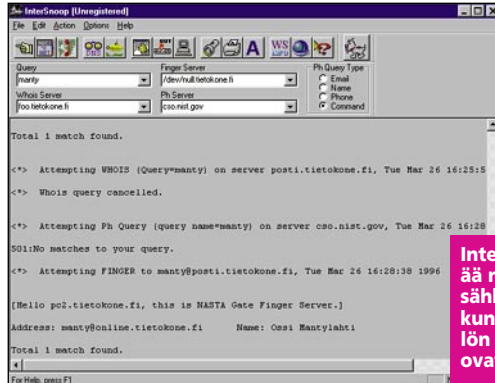 InterSnoop [Unregistered]
File Edit Action Options Help
DNS
A
WS
Query
Finger Server
Ph Query Type
manty
/dev/null.tietokone.fi
Email
Name
Whois Server
Ph Server
Phone
foo.tietokone.fi
cso.nist.gov
Command
Total 1 match found.
<*> Attempting WHOIS (Query=manty) on server posti.tietokone.fi, Tue Mar 26 16:25:5
<*> Whois query cancelled.
<*> Attempting Ph Query (query name=manty) on server cso.nist.gov, Tue Mar 26 16:28
501:No matches to your query.
<*> Attempting FINGER to manty@posti.tietokone.fi, Tue Mar 26 16:28:38 1996
[Hello pc2.tietokone.fi, this is NASTA Gate Finger Server.]
Address: manty@online.tietokone.fi Name: Ossi Mantylahti
Total 1 match found.
For Help, press F1
Inte
ää r
sähk
kun
lön
ova